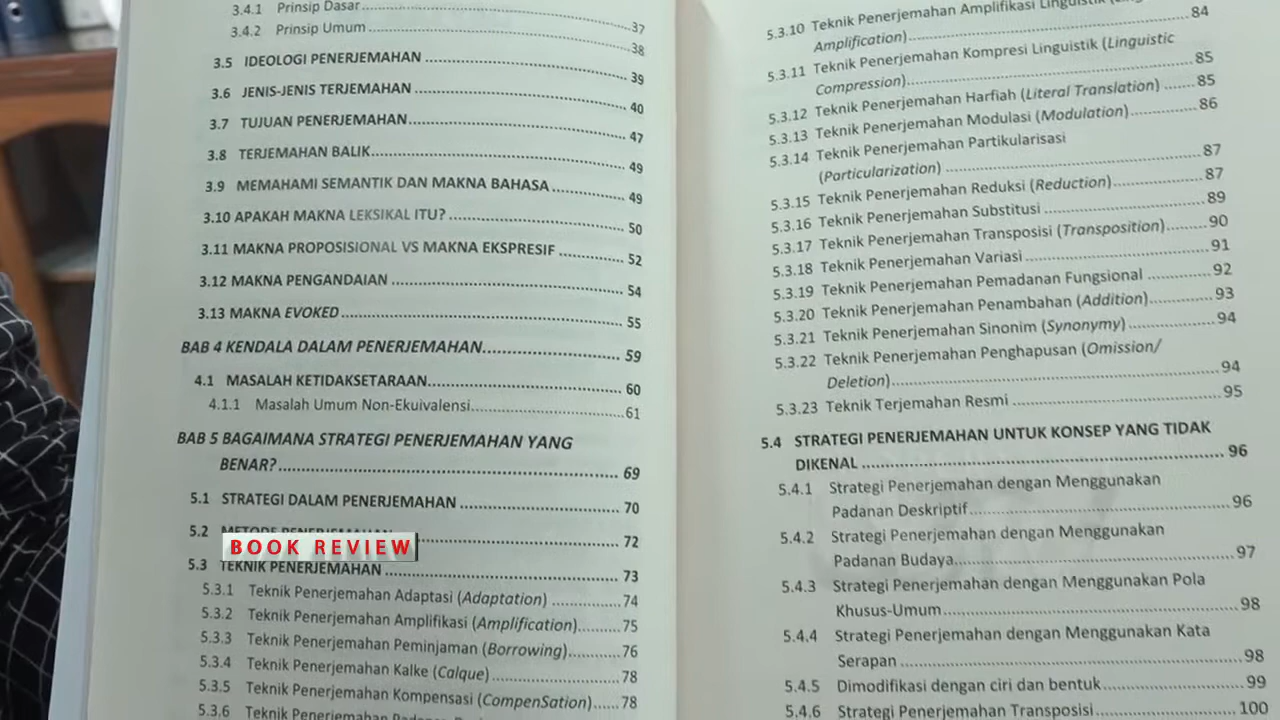 3.4.1 Prinsip Dasar ........ 37
3.4.2 Prinsip Umum ........ 38
3.5 IDEOLOGI PENERJEMAHAN ........ 39
3.6 JENIS-JENIS TERJEMAHAN ........ 40
3.7 TUJUAN PENERJEMAHAN ........ 47
3.8 TERJEMAHAN BALIK ........ 49
3.9 MEMAHAMI SEMANTIK DAN MAKNA BAHASA ........ 49
3.10 APAKAH MAKNA LEKSIKAL ITU? ........ 50
3.11 MAKNA PROPOSISIONAL VS MAKNA EKSPRESIF ........ 52
3.12 MAKNA PENGANDAIAN ........ 54
3.13 MAKNA EVOKED ........ 55
BAB 4 KENDALA DALAM PENERJEMAHAN ........ 59
4.1 MASALAH KETIDAKSETARAAN ........ 60
4.1.1 Masalah Umum Non-Ekuivalensi ........ 61
BAB 5 BAGAIMANA STRATEGI PENERJEMAHAN YANG
BENAR? ........ 69
5.1 STRATEGI DALAM PENERJEMAHAN ........ 70
5.2 METODE PENERJEMAHAN ........ 72
BOOK REVIEW
5.3 TEKNIK PENERJEMAHAN ........ 73
5.3.1 Teknik Penerjemahan Adaptasi (Adaptation) ........ 74
5.3.2 Teknik Penerjemahan Amplifikasi (Amplification) ........ 75
5.3.3 Teknik Penerjemahan Peminjaman (Borrowing) ........ 76
5.3.4 Teknik Penerjemahan Kalke (Calque) ........ 78
5.3.5 Teknik Penerjemahan Kompensasi (CompenSation) ........ 78
5.3.6 Teknik Penerjemahan
5.3.10 Teknik Penerjemahan Amplifikasi Linguistik
Amplification) ........ 84
5.3.11 Teknik Penerjemahan Kompresi Linguistik (Linguistic
Compression) ........ 85
5.3.12 Teknik Penerjemahan Harfiah (Literal Translation) ........ 85
5.3.13 Teknik Penerjemahan Modulasi (Modulation) ........ 86
5.3.14 Teknik Penerjemahan Partikularisasi
(Particularization) ........ 87
5.3.15 Teknik Penerjemahan Reduksi (Reduction) ........ 87
5.3.16 Teknik Penerjemahan Substitusi ........ 89
5.3.17 Teknik Penerjemahan Transposisi (Transposition) ........ 90
5.3.18 Teknik Penerjemahan Variasi ........ 91
5.3.19 Teknik Penerjemahan Pemadanan Fungsional ........ 92
5.3.20 Teknik Penerjemahan Penambahan (Addition) ........ 93
5.3.21 Teknik Penerjemahan Sinonim (Synonymy) ........ 94
5.3.22 Teknik Penerjemahan Penghapusan (Omission/
Deletion) ........ 94
5.3.23 Teknik Terjemahan Resmi ........ 95
5.4 STRATEGI PENERJEMAHAN UNTUK KONSEP YANG TIDAK
DIKENAL ........ 96
5.4.1 Strategi Penerjemahan dengan Menggunakan
Padanan Deskriptif ........ 96
5.4.2 Strategi Penerjemahan dengan Menggunakan
Padanan Budaya ........ 97
5.4.3 Strategi Penerjemahan dengan Menggunakan Pola
Khusus-Umum ........ 98
5.4.4 Strategi Penerjemahan dengan Menggunakan Kata
Serapan ........ 98
5.4.5 Dimodifikasi dengan ciri dan bentuk ........ 99
5.4.6 Strategi Penerjemahan Transposisi ........ 100